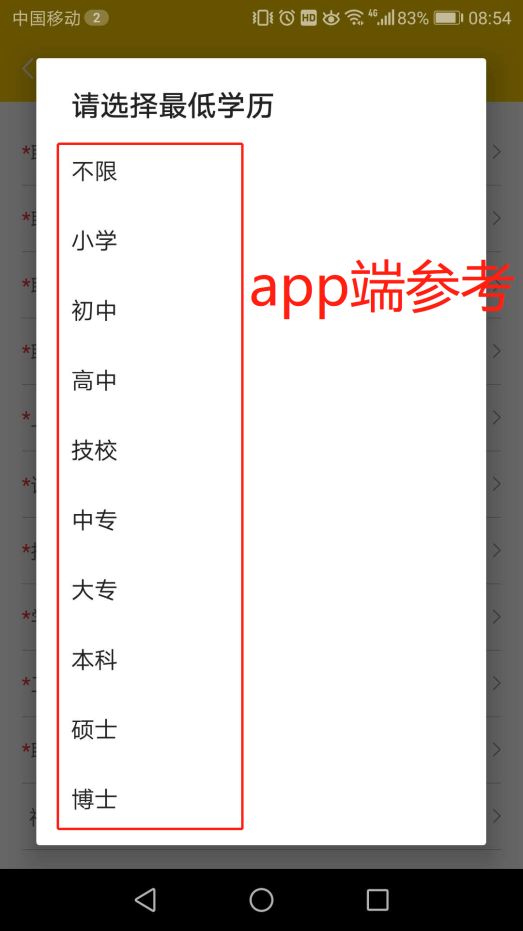 中国移动 2 HD 4G 83% 08:54
请选择最低学历
不限
小学
初中
app端参考
高中
技校
中专
大专
本科
硕士
博士